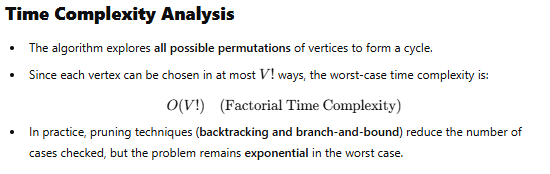 Time Complexity Analysis
• The algorithm explores all possible permutations of vertices to form a cycle.
• Since each vertex can be chosen in at most V! ways, the worst-case time complexity is:
O(V!) (Factorial Time Complexity)
• In practice, pruning techniques (backtracking and branch-and-bound) reduce the number of
cases checked, but the problem remains exponential in the worst case.